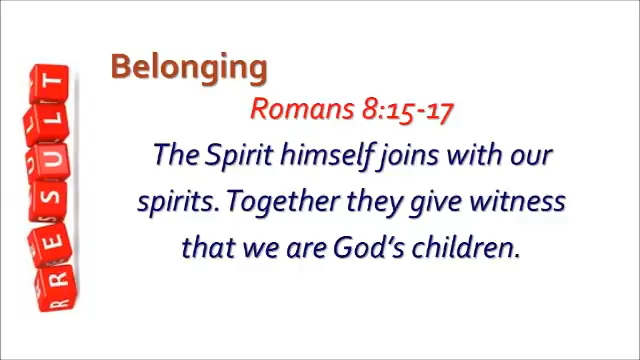 Belonging
Romans 8:15-17
The Spirit himself joins with our
spirits. Together they give witness
that we are God's children.
RESULT